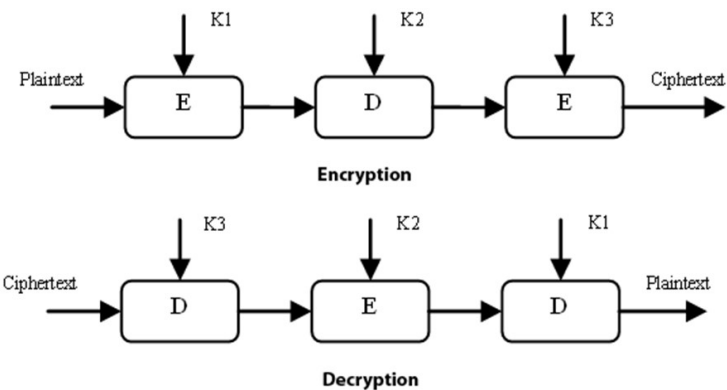 K1 K2 K3
Plaintext Ciphertext
E D E
Encryption
K3 K2 K1
Ciphertext Plaintext
D E D
Decryption